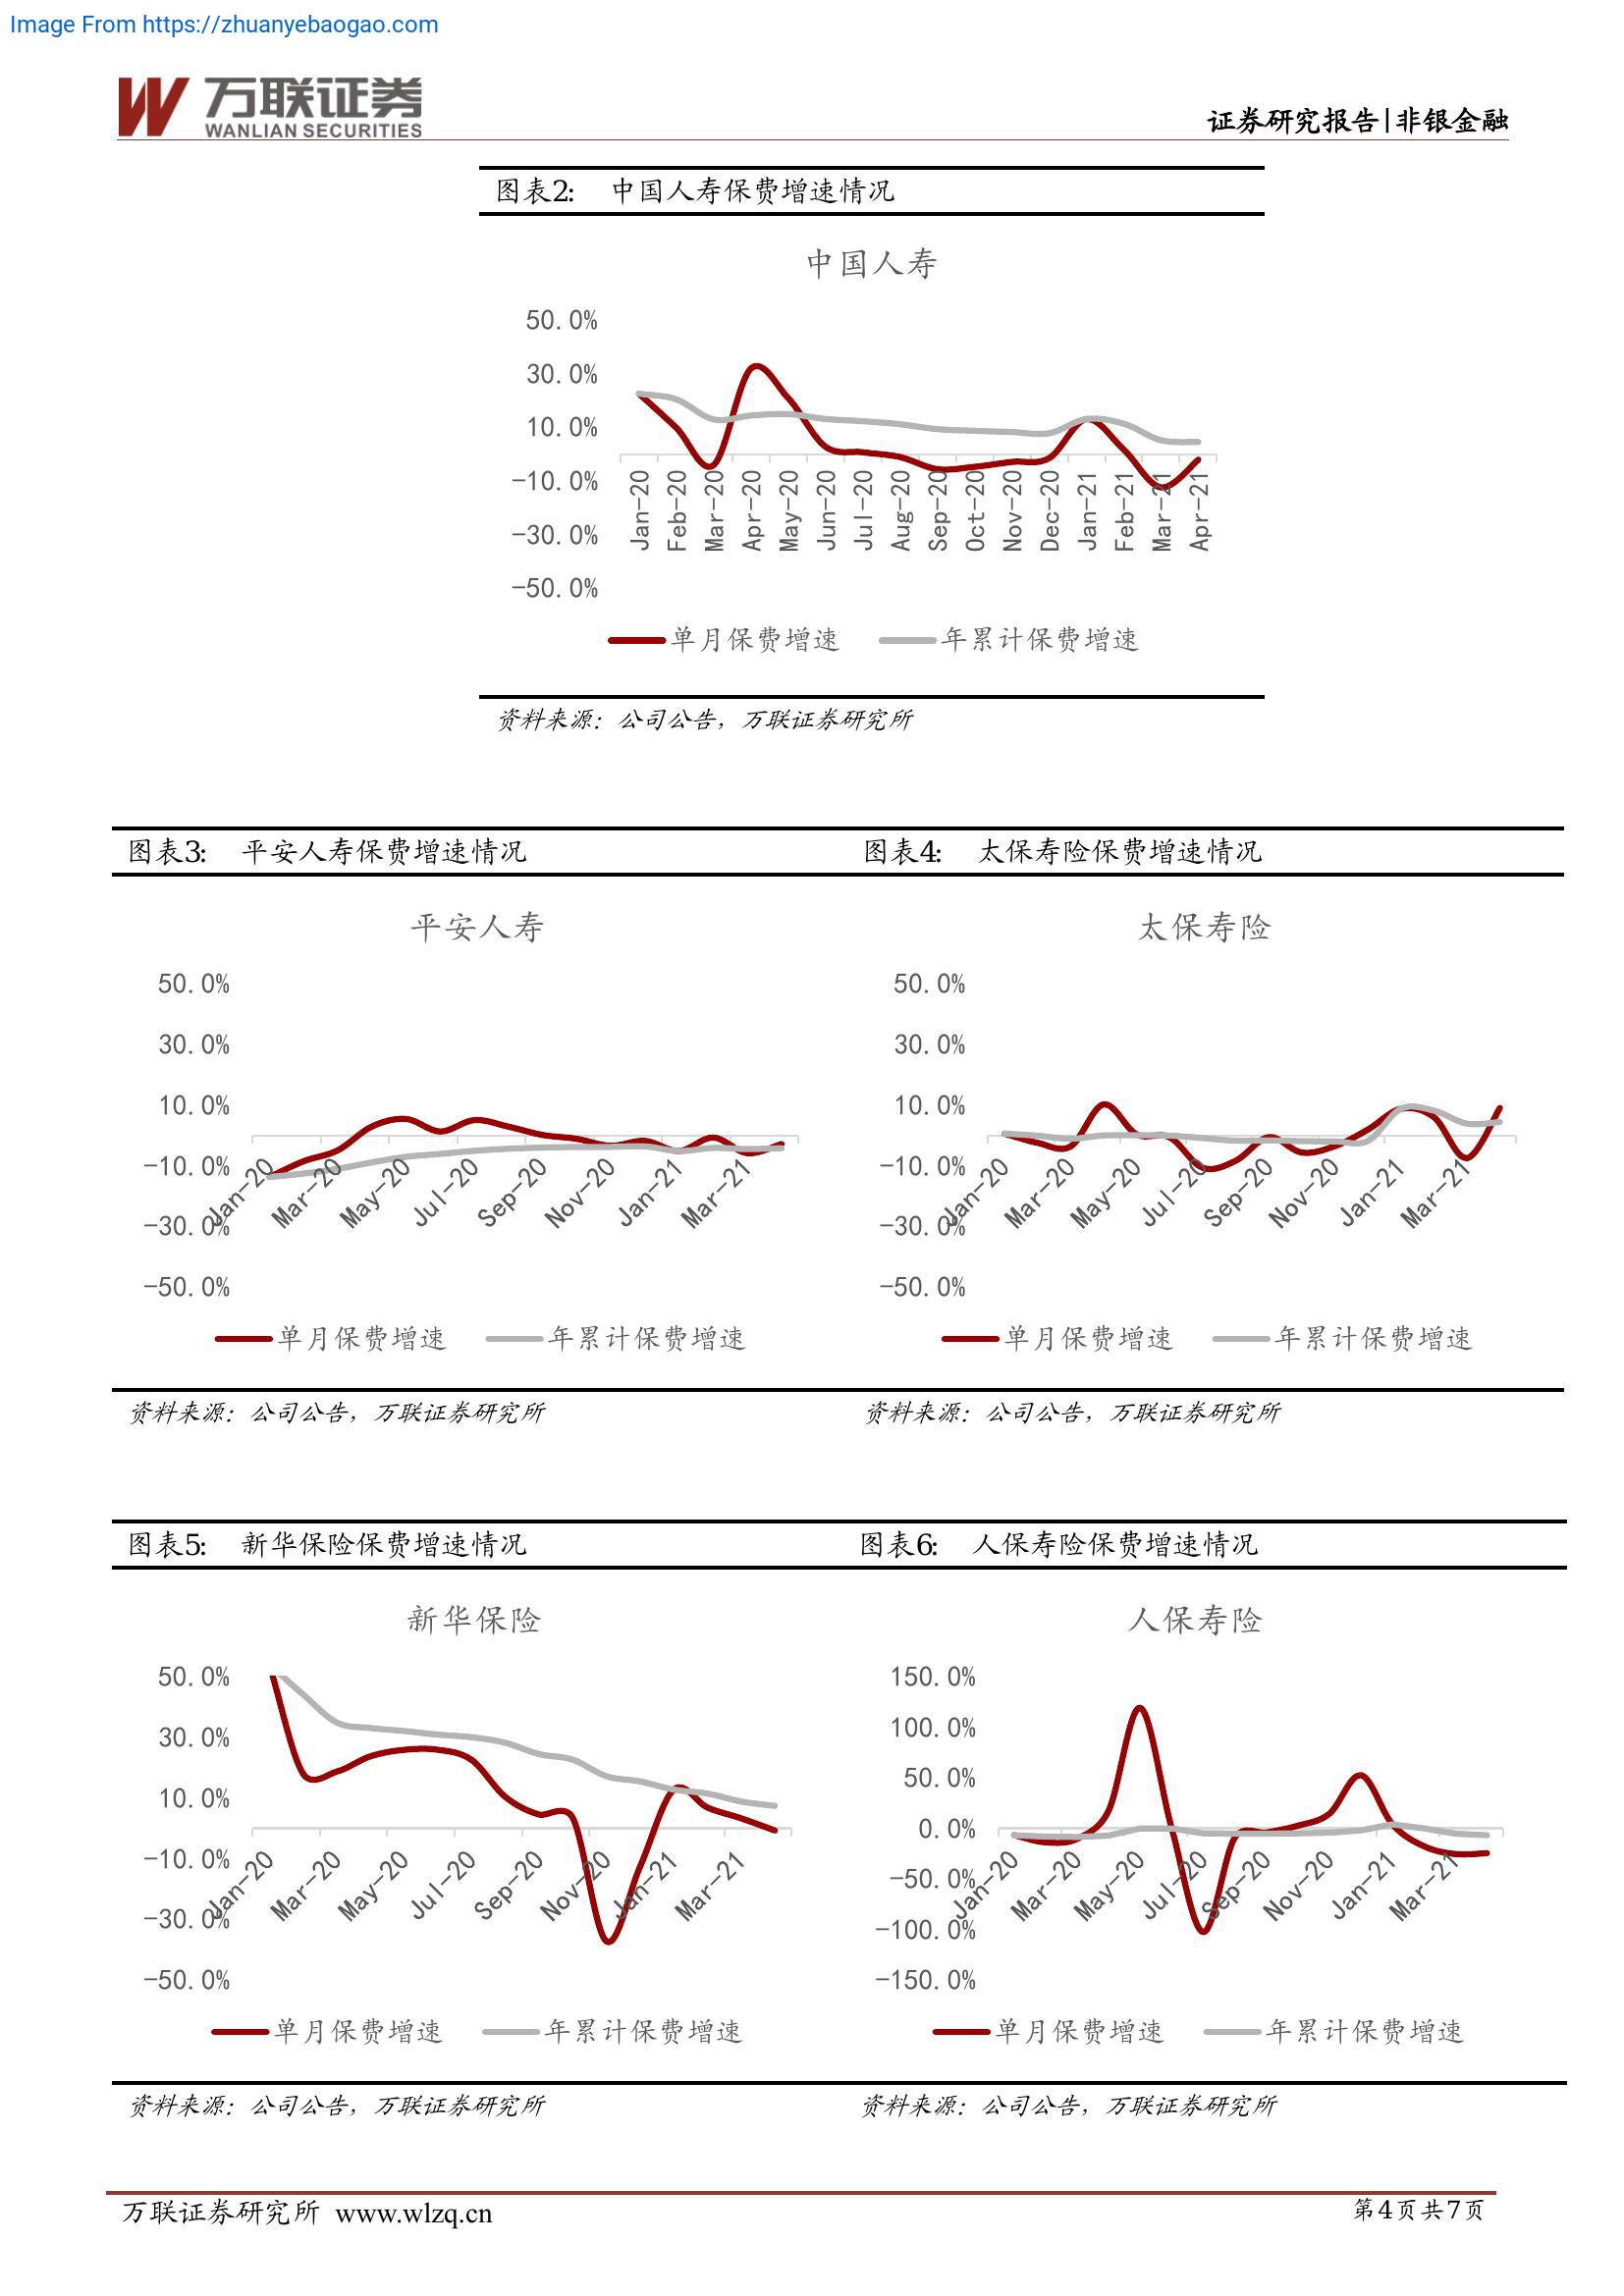 Image From https://zhuanyebaogao.com
万联证券
WANLIAN SECURITIES
证券研究报告|非银金融
图表2: 中国人寿保费增速情况
中国人寿
50.0%
30.0%
10.0%
-10.0%
-30.0%
-50.0%
Jan-20 Feb-20 Mar-20 Apr-20 May-20 Jun-20 Jul-20 Aug-20 Sep-20 Oct-20 Nov-20 Dec-20 Jan-21 Feb-21 Mar-21 Apr-21
单月保费增速 年累计保费增速
资料来源：公司公告，万联证券研究所
图表3: 平安人寿保费增速情况
平安人寿
50.0%
30.0%
10.0%
-10.0%
-30.0%
-50.0%
Jan-20 Mar-20 May-20 Jul-20 Sep-20 Nov-20 Jan-21 Mar-21
单月保费增速 年累计保费增速
资料来源：公司公告，万联证券研究所
图表4: 太保寿险保费增速情况
太保寿险
50.0%
30.0%
10.0%
-10.0%
-30.0%
-50.0%
Jan-20 Mar-20 May-20 Jul-20 Sep-20 Nov-20 Jan-21 Mar-21
单月保费增速 年累计保费增速
资料来源：公司公告，万联证券研究所
图表5: 新华保险保费增速情况
新华保险
50.0%
30.0%
10.0%
-10.0%
-30.0%
-50.0%
Jan-20 Mar-20 May-20 Jul-20 Sep-20 Nov-20 Jan-21 Mar-21
单月保费增速 年累计保费增速
资料来源：公司公告，万联证券研究所
图表6: 人保寿险保费增速情况
人保寿险
150.0%
100.0%
50.0%
0.0%
-50.0%
-100.0%
-150.0%
Jan-20 Mar-20 May-20 Jul-20 Sep-20 Nov-20 Jan-21 Mar-21
单月保费增速 年累计保费增速
资料来源：公司公告，万联证券研究所
万联证券研究所 www.wlzq.cn
第4页共7页